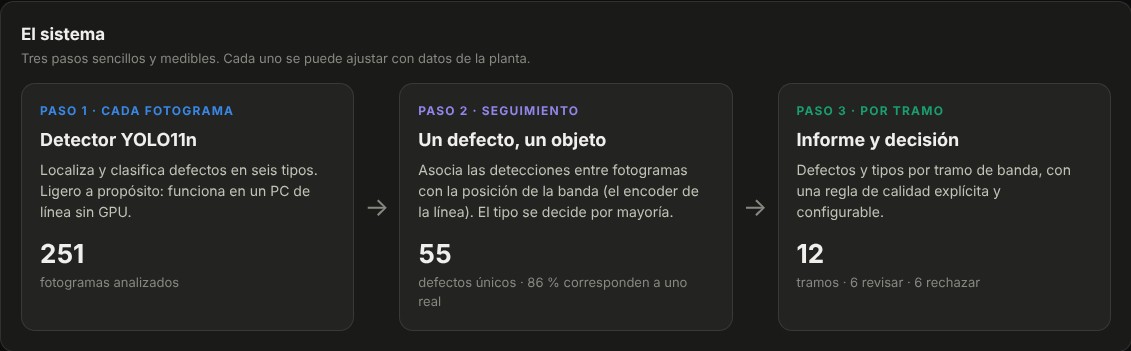 El sistema
Tres pasos sencillos y medibles. Cada uno se puede ajustar con datos de la planta.
PASO 1 · CADA FOTOGRAMA
Detector YOLO11n
Localiza y clasifica defectos en seis tipos.
Ligero a propósito: funciona en un PC de
línea sin GPU.
251
fotogramas analizados
→
PASO 2 · SEGUIMIENTO
Un defecto, un objeto
Asocia las detecciones entre fotogramas
con la posición de la banda (el encoder de
la línea). El tipo se decide por mayoría.
55
defectos únicos · 86 % corresponden a uno
real
→
PASO 3 · POR TRAMO
Informe y decisión
Defectos y tipos por tramo de banda, con
una regla de calidad explícita y
configurable.
12
tramos · 6 revisar · 6 rechazar